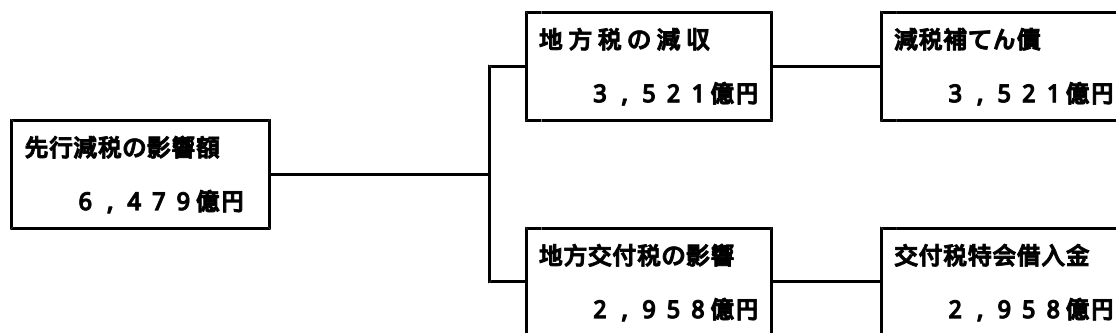 地方税の減収
3,521億円
減税補てん債
3,521億円
先行減税の影響額
6,479億円
地方交付税の影響
2,958億円
交付税特会借入金
2,958億円